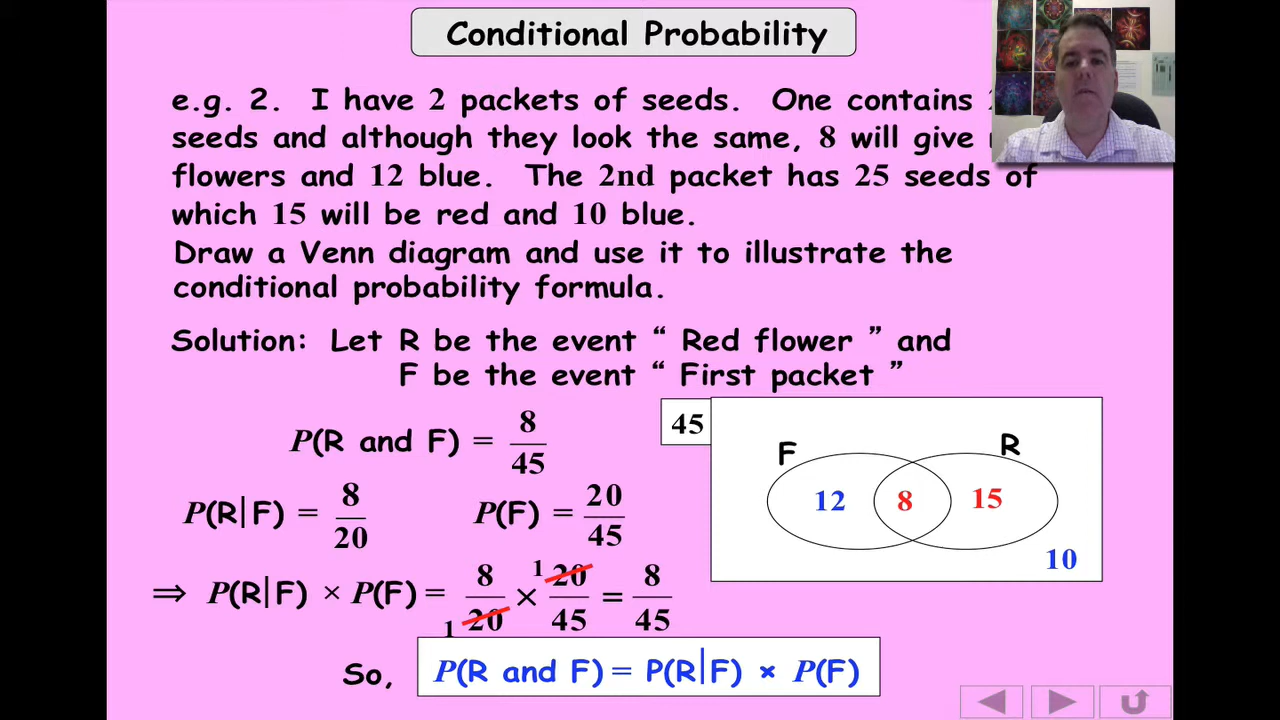 Conditional Probability
e.g. 2. I have 2 packets of seeds. One contains
seeds and although they look the same, 8 will give
flowers and 12 blue. The 2nd packet has 25 seeds of
which 15 will be red and 10 blue.
Draw a Venn diagram and use it to illustrate the
conditional probability formula.
Solution: Let R be the event “ Red flower ” and
F be the event “ First packet ”
P(R and F) = 8/45
45
F R
12 8 15
10
P(R|F) = 8/20 P(F) = 20/45
⇒ P(R|F) × P(F) = 8/20 1 × 1 20/45 = 8/45
So, P(R and F) = P(R|F) × P(F)